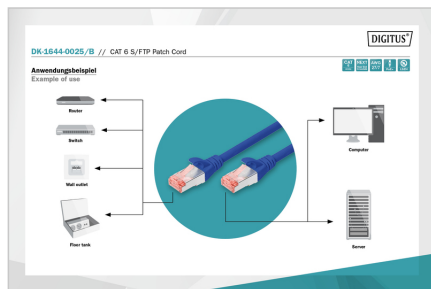 DIGITUS®
DK-1644-0025/B // CAT 6 S/FTP Patch Cord
Anwendungsbeispiel
Example of use
Router
Switch
Wall outlet
Floor tank
Computer
Server